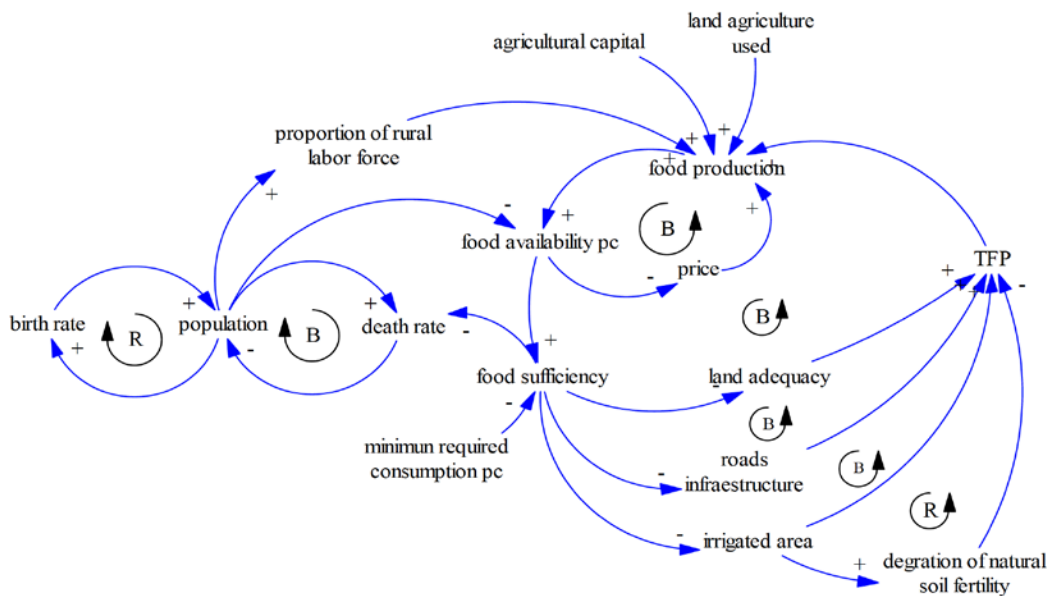 land agriculture
used
agricultural capital
proportion of rural
labor force
+
+
+
+
+
food production
+
+
-
+
food availability pc
B
+
-
price
TFP
+
+
-
birth rate
+
R
+
population
-
B
+
death rate
-
B
+
food sufficiency
-
land adequacy
-
minimun required
consumption pc
B
roads
infraestructure
-
B
R
-
irrigated area
+
degration of natural
soil fertility